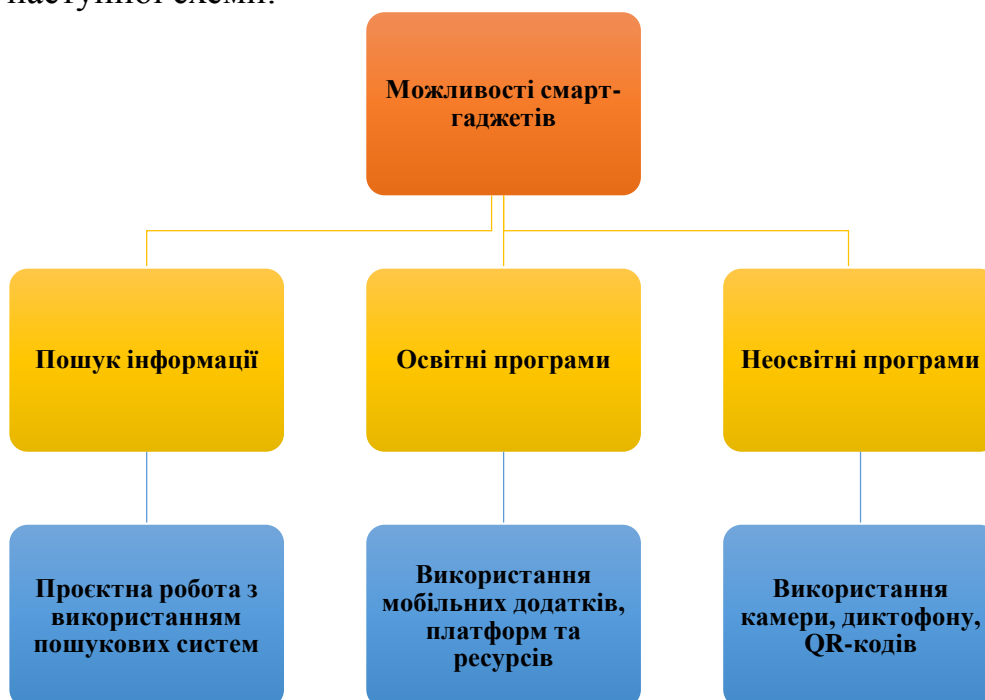 наступної схеми:
Можливості смарт-
гаджетів
Пошук інформації
Освітні програми
Неосвітні програми
Проєктна робота з
використанням
пошукових систем
Використання
мобільних додатків,
платформ та
ресурсів
Використання
камери, диктофону,
QR-кодів